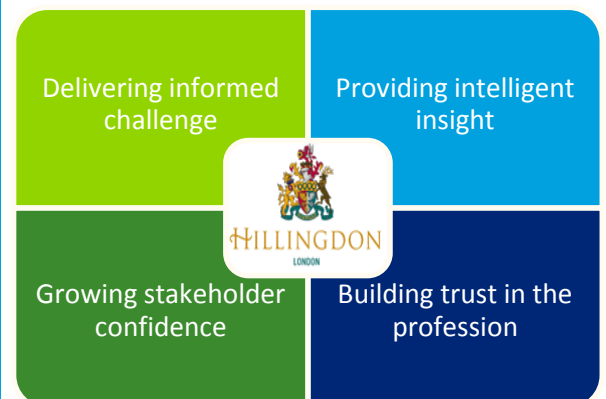 Delivering informed
challenge
Providing intelligent
insight
HILLINGDON
LONDON
Growing stakeholder
confidence
Building trust in the
profession